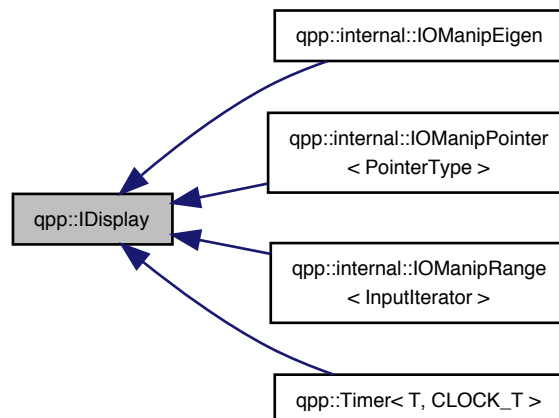 qpp::internal::IOManipEigen
qpp::internal::IOManipPointer
< PointerType >
qpp::IDisplay
qpp::internal::IOManipRange
< InputIterator >
qpp::Timer< T, CLOCK_T >